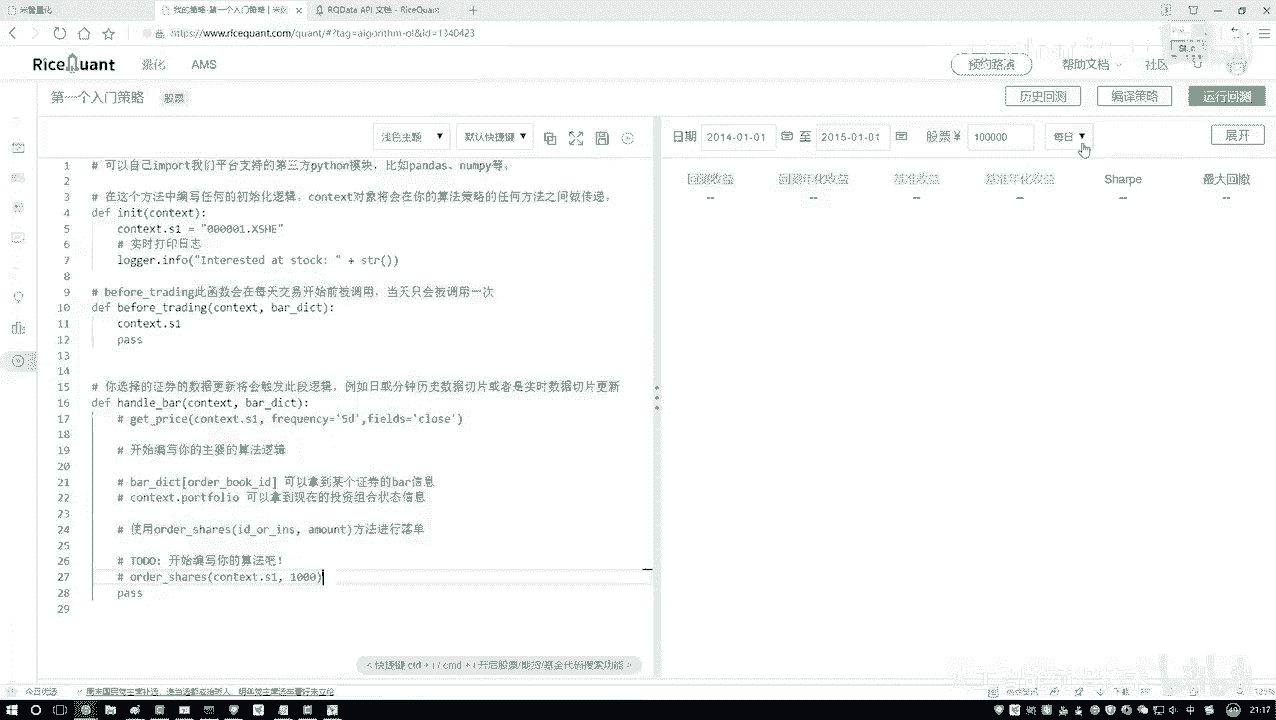 米筐量化
我的策略-第一个入门策略 | 米筐
RQData API 文档 - RiceQuant
https://www.ricequant.com/quant/#?tag=algorithm-ol&id=1340423
RiceQuant
量化
AMS
预约路演
帮助文档
社区
第一个入门策略
股票
历史回测
编译策略
运行回测
浅色主题
默认快捷键
日期
2014-01-01
至
2015-01-01
股票¥
100000
每日
展开
回测收益
回测年化收益
基准收益
基准年化收益
Sharpe
最大回撤
-- -- -- -- -- --
1 # 可以自己import我们平台支持的第三方python模块，比如pandas、numpy等。
2
3 # 在这个方法中编写任何的初始化逻辑。context对象将会在你的算法策略的任何方法之间做传递。
4 def init(context):
5 context.s1 = "000001.XSHE"
6 # 实时打印日志
7 logger.info("Interested at stock: " + str())
8
9 # before_trading此函数会在每天交易开始前被调用，当天只会被调用一次
10 def before_trading(context, bar_dict):
11 context.s1
12 pass
13
14
15 # 你选择的证券的数据更新将会触发此段逻辑，例如日或分钟历史数据切片或者是实时数据切片更新
16 def handle_bar(context, bar_dict):
17 # get_price(context.s1, frequency='5d',fields='close')
18
19 # 开始编写你的主要的算法逻辑
20
21 # bar_dict[order_book_id] 可以拿到某个证券的bar信息
22 # context.portfolio 可以拿到现在的投资组合状态信息
23
24 # 使用order_shares(id_or_ins, amount)方法进行落单
25
26 # TODO: 开始编写你的算法吧！
27 # order_shares(context.s1, 1000)
28 pass
29
< 快捷键 ctrl + i / cmd + i 开启股票/期货/基金代码搜索功能 >
今日优选
21:17